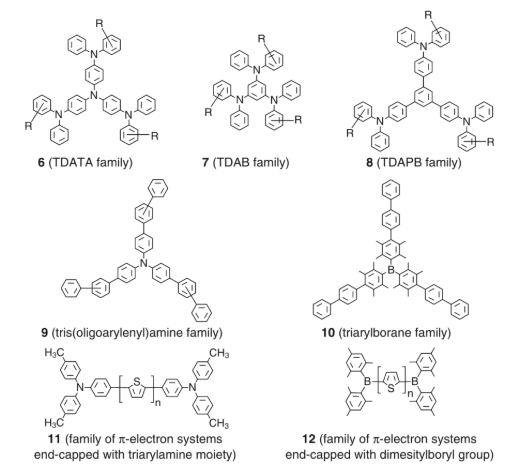 R
N
R
N
N
N
R
6 (TDATA family)
R
N
R
N
N
R
7 (TDAB family)
R
N
R
N
N
R
8 (TDAPB family)
N
9 (tris(oligoarylenyl)amine family)
B
10 (triarylborane family)
H₃C
CH₃
N
S
n
N
H₃C
CH₃
11 (family of π-electron systems
end-capped with triarylamine moiety)
B
S
n
B
12 (family of π-electron systems
end-capped with dimesitylboryl group)